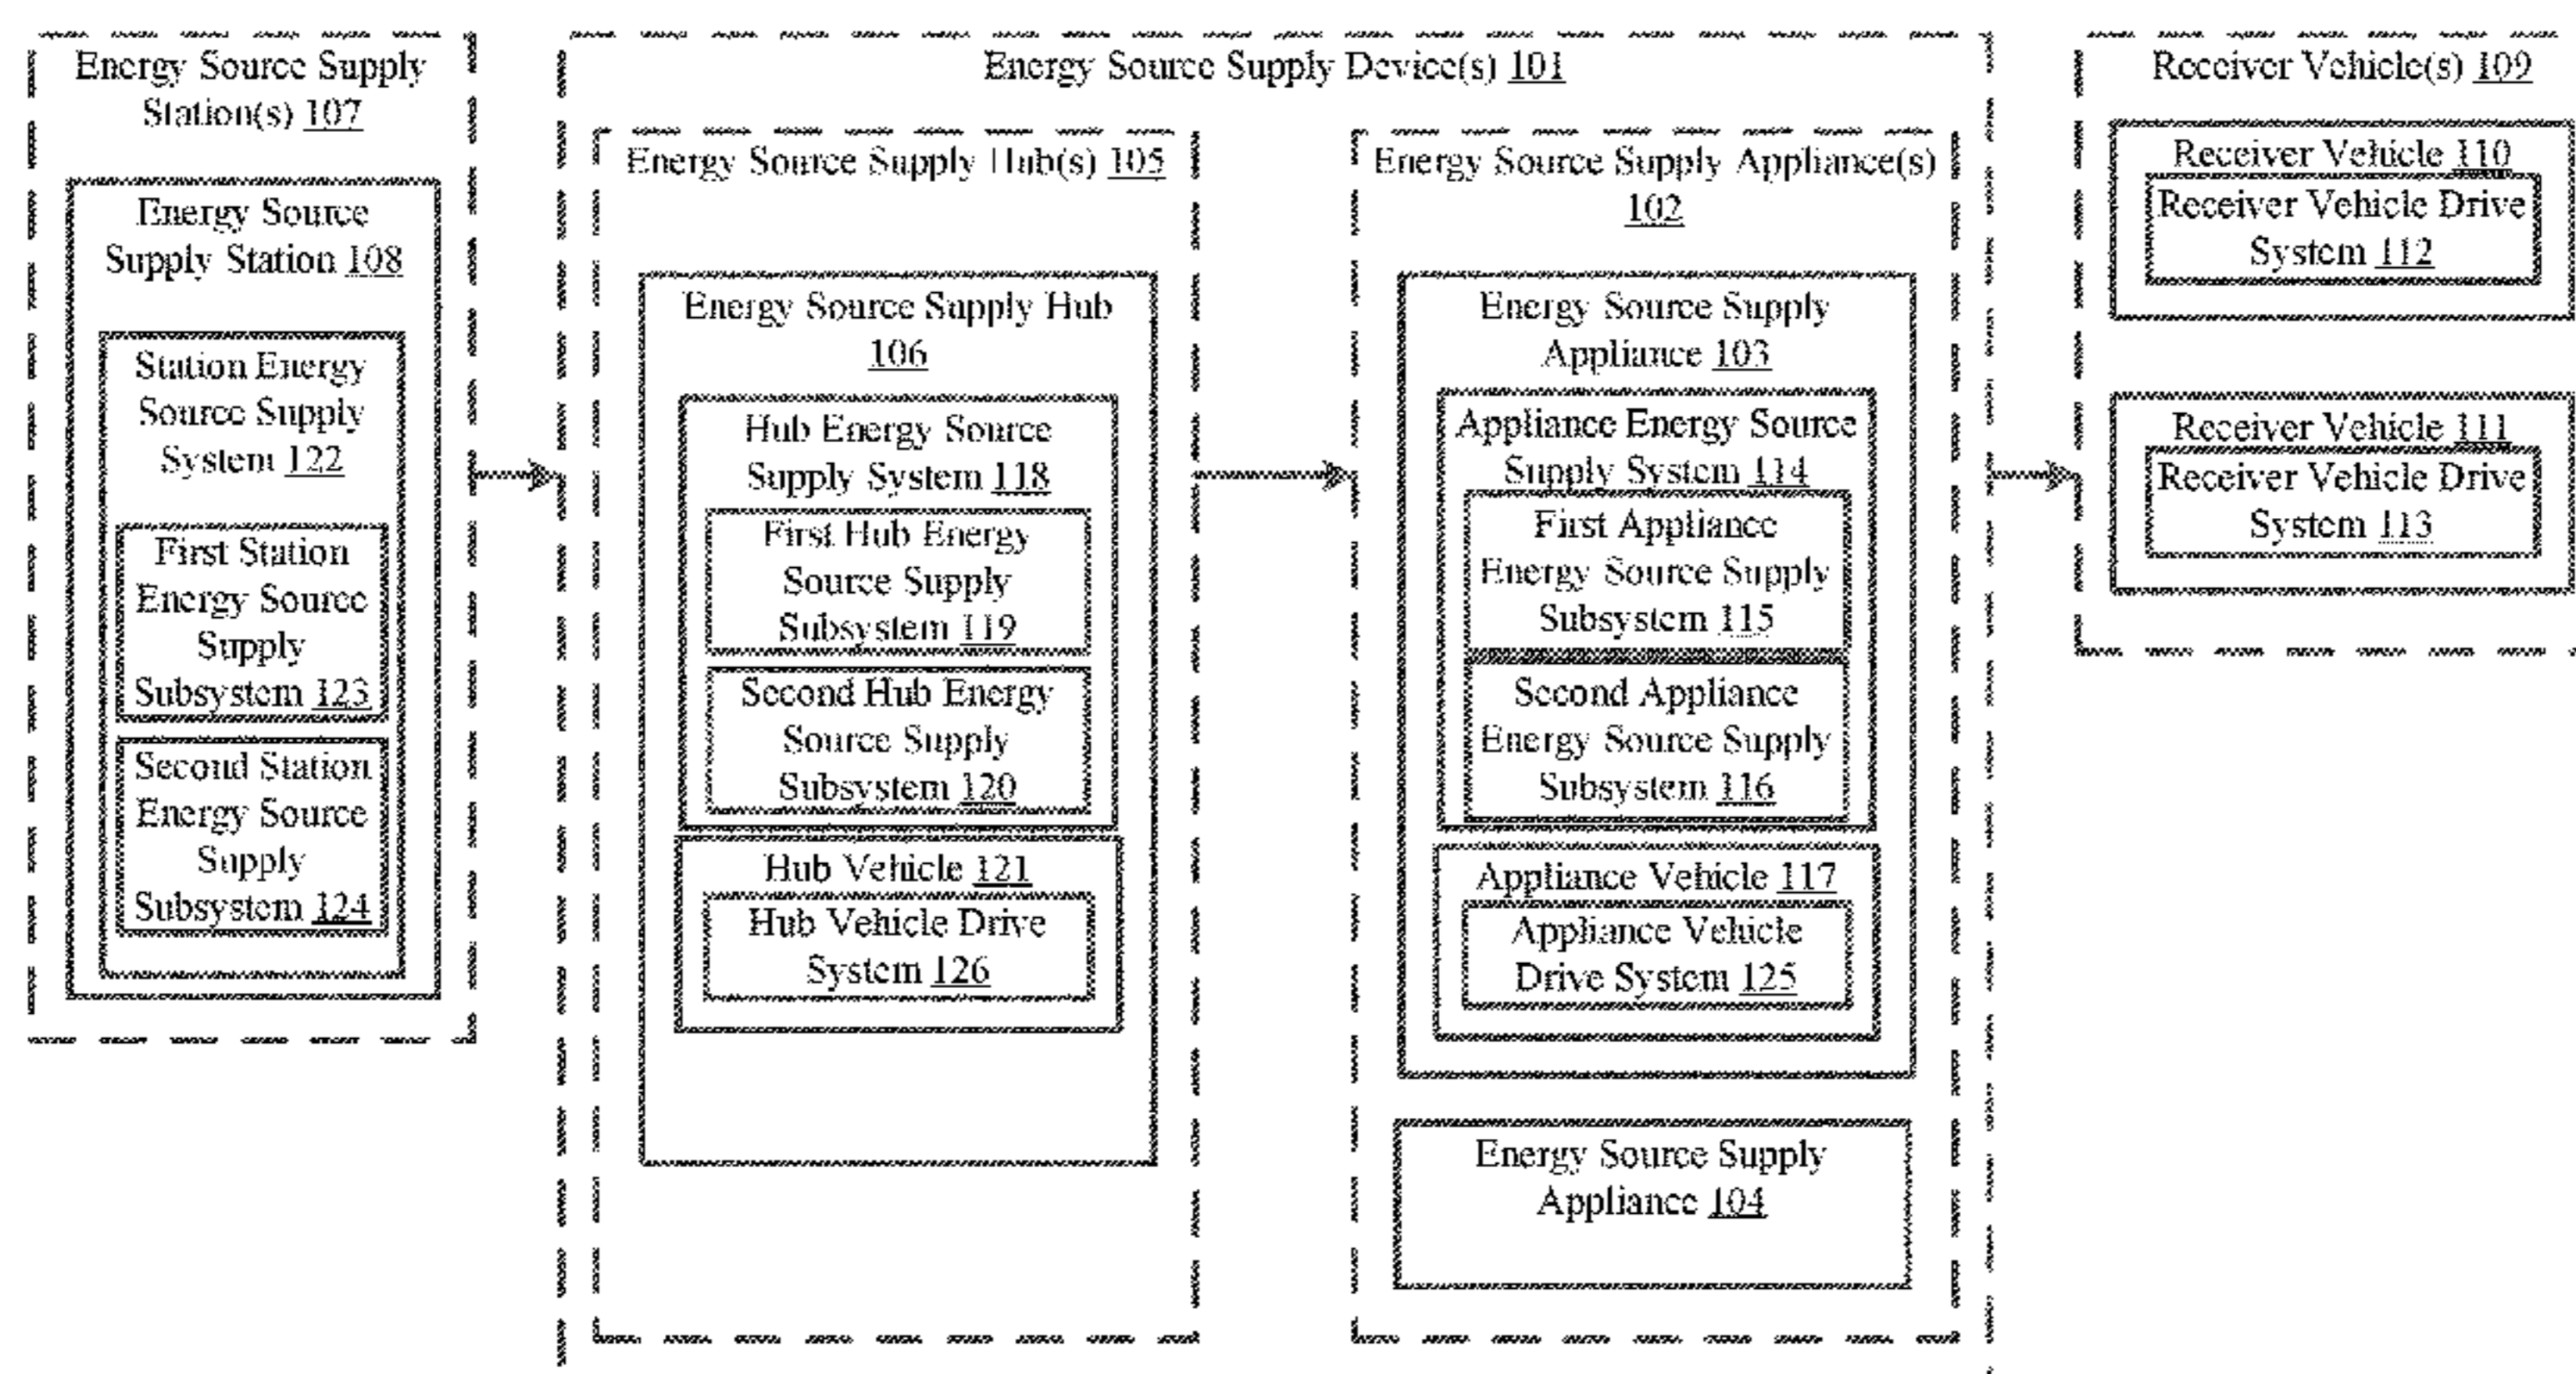 Energy Source Supply
Station(s) 107
Energy Source
Supply Station 108
Station Energy
Source Supply
System 122
First Station
Energy Source
Supply
Subsystem 123
Second Station
Energy Source
Supply
Subsystem 124
Energy Source Supply Device(s) 101
Energy Source Supply Hub(s) 105
Energy Source Supply Hub
106
Hub Energy Source
Supply System 118
First Hub Energy
Source Supply
Subsystem 119
Second Hub Energy
Source Supply
Subsystem 120
Hub Vehicle 121
Hub Vehicle Drive
System 126
Energy Source Supply Appliance(s)
102
Energy Source Supply
Appliance 103
Appliance Energy Source
Supply System 114
First Appliance
Energy Source Supply
Subsystem 115
Second Appliance
Energy Source Supply
Subsystem 116
Appliance Vehicle 117
Appliance Vehicle
Drive System 125
Energy Source Supply
Appliance 104
Receiver Vehicle(s) 109
Receiver Vehicle 110
Receiver Vehicle Drive
System 112
Receiver Vehicle 111
Receiver Vehicle Drive
System 113